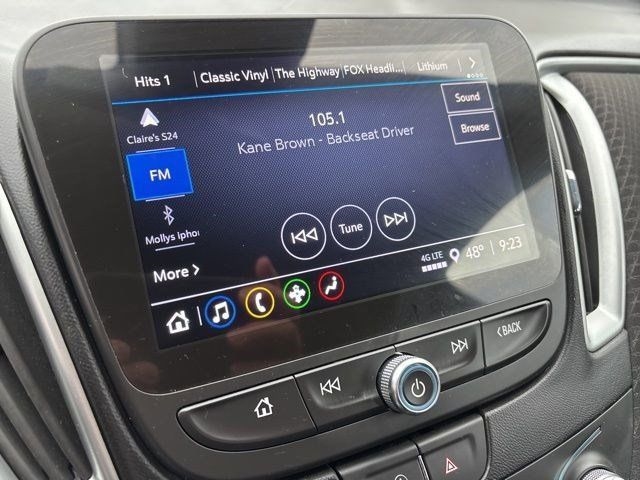 Hits 1 Classic Vinyl The Highway FOX Headli... Lithium >
Claire's S24
105.1
Sound
Kane Brown - Backseat Driver
Browse
FM
Mollys ipho
Tune
More >
4G LTE 48° 9:23
< BACK